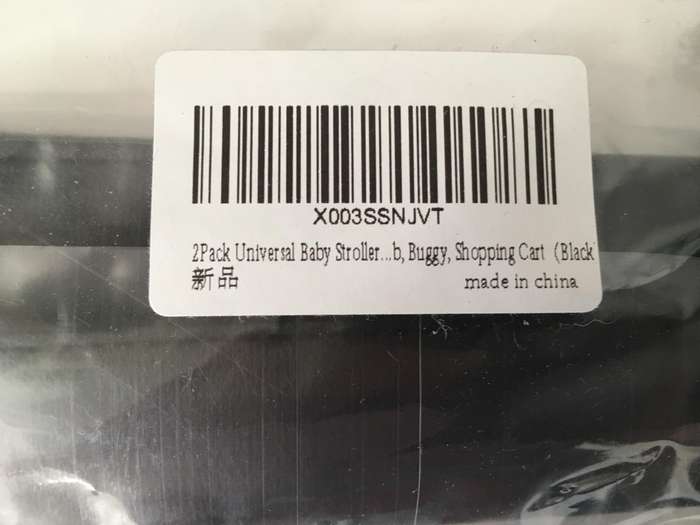 X003SSNJVT
2Pack Universal Baby Stroller...b, Buggy, Shopping Cart（Black
新品
made in china